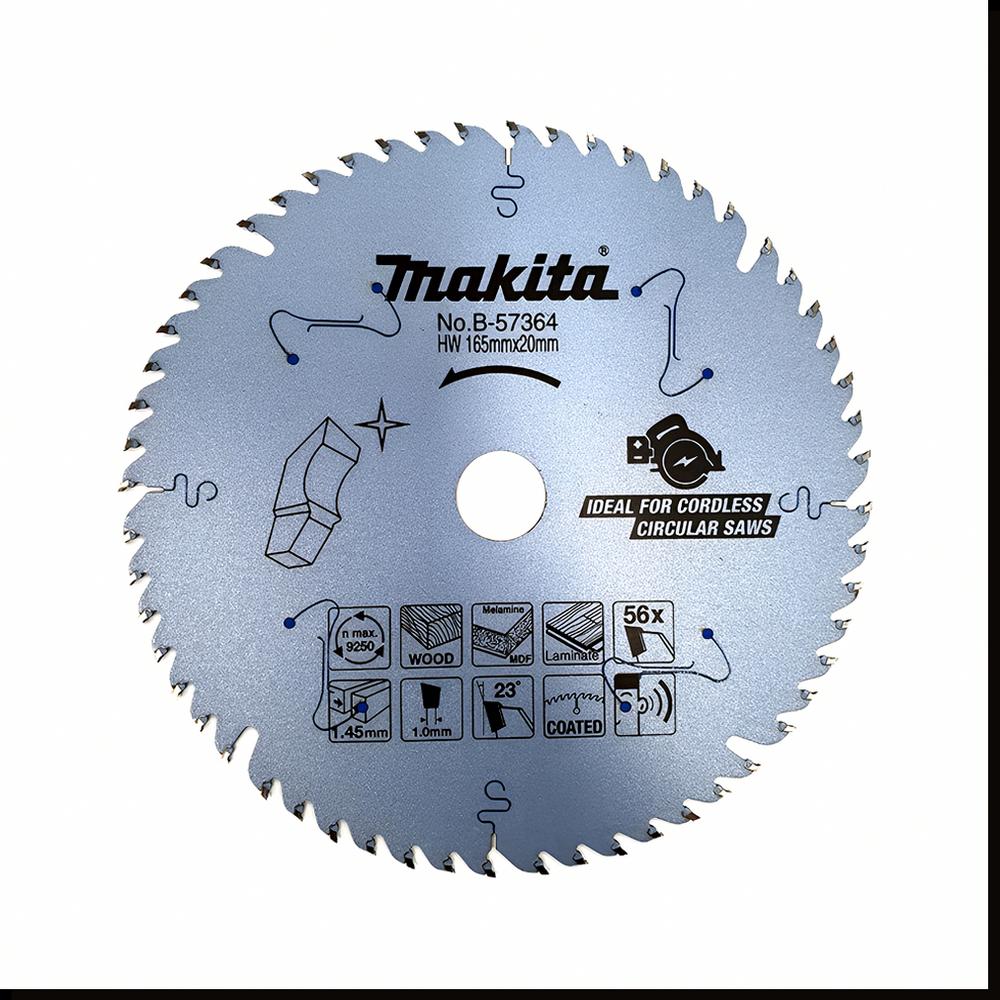 makita®
No.B-57364
HW 165mmx20mm
IDEAL FOR CORDLESS
CIRCULAR SAWS
n max.
9250
WOOD
Melamine
MDF
Laminate
56x
1.45mm
1.0mm
23°
COATED